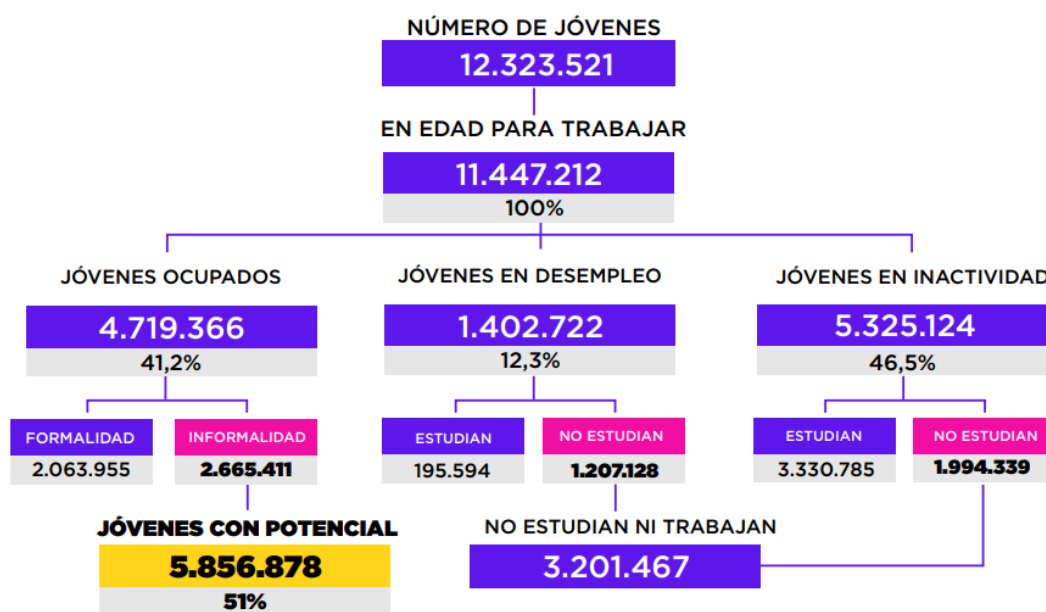 NÚMERO DE JÓVENES
12.323.521
EN EDAD PARA TRABAJAR
11.447.212
100%
JÓVENES OCUPADOS
4.719.366
41,2%
FORMALIDAD
2.063.955
INFORMALIDAD
2.665.411
JÓVENES EN DESEMPLEO
1.402.722
12,3%
ESTUDIAN
195.594
NO ESTUDIAN
1.207.128
JÓVENES EN INACTIVIDAD
5.325.124
46,5%
ESTUDIAN
3.330.785
NO ESTUDIAN
1.994.339
JÓVENES CON POTENCIAL
5.856.878
51%
NO ESTUDIAN NI TRABAJAN
3.201.467